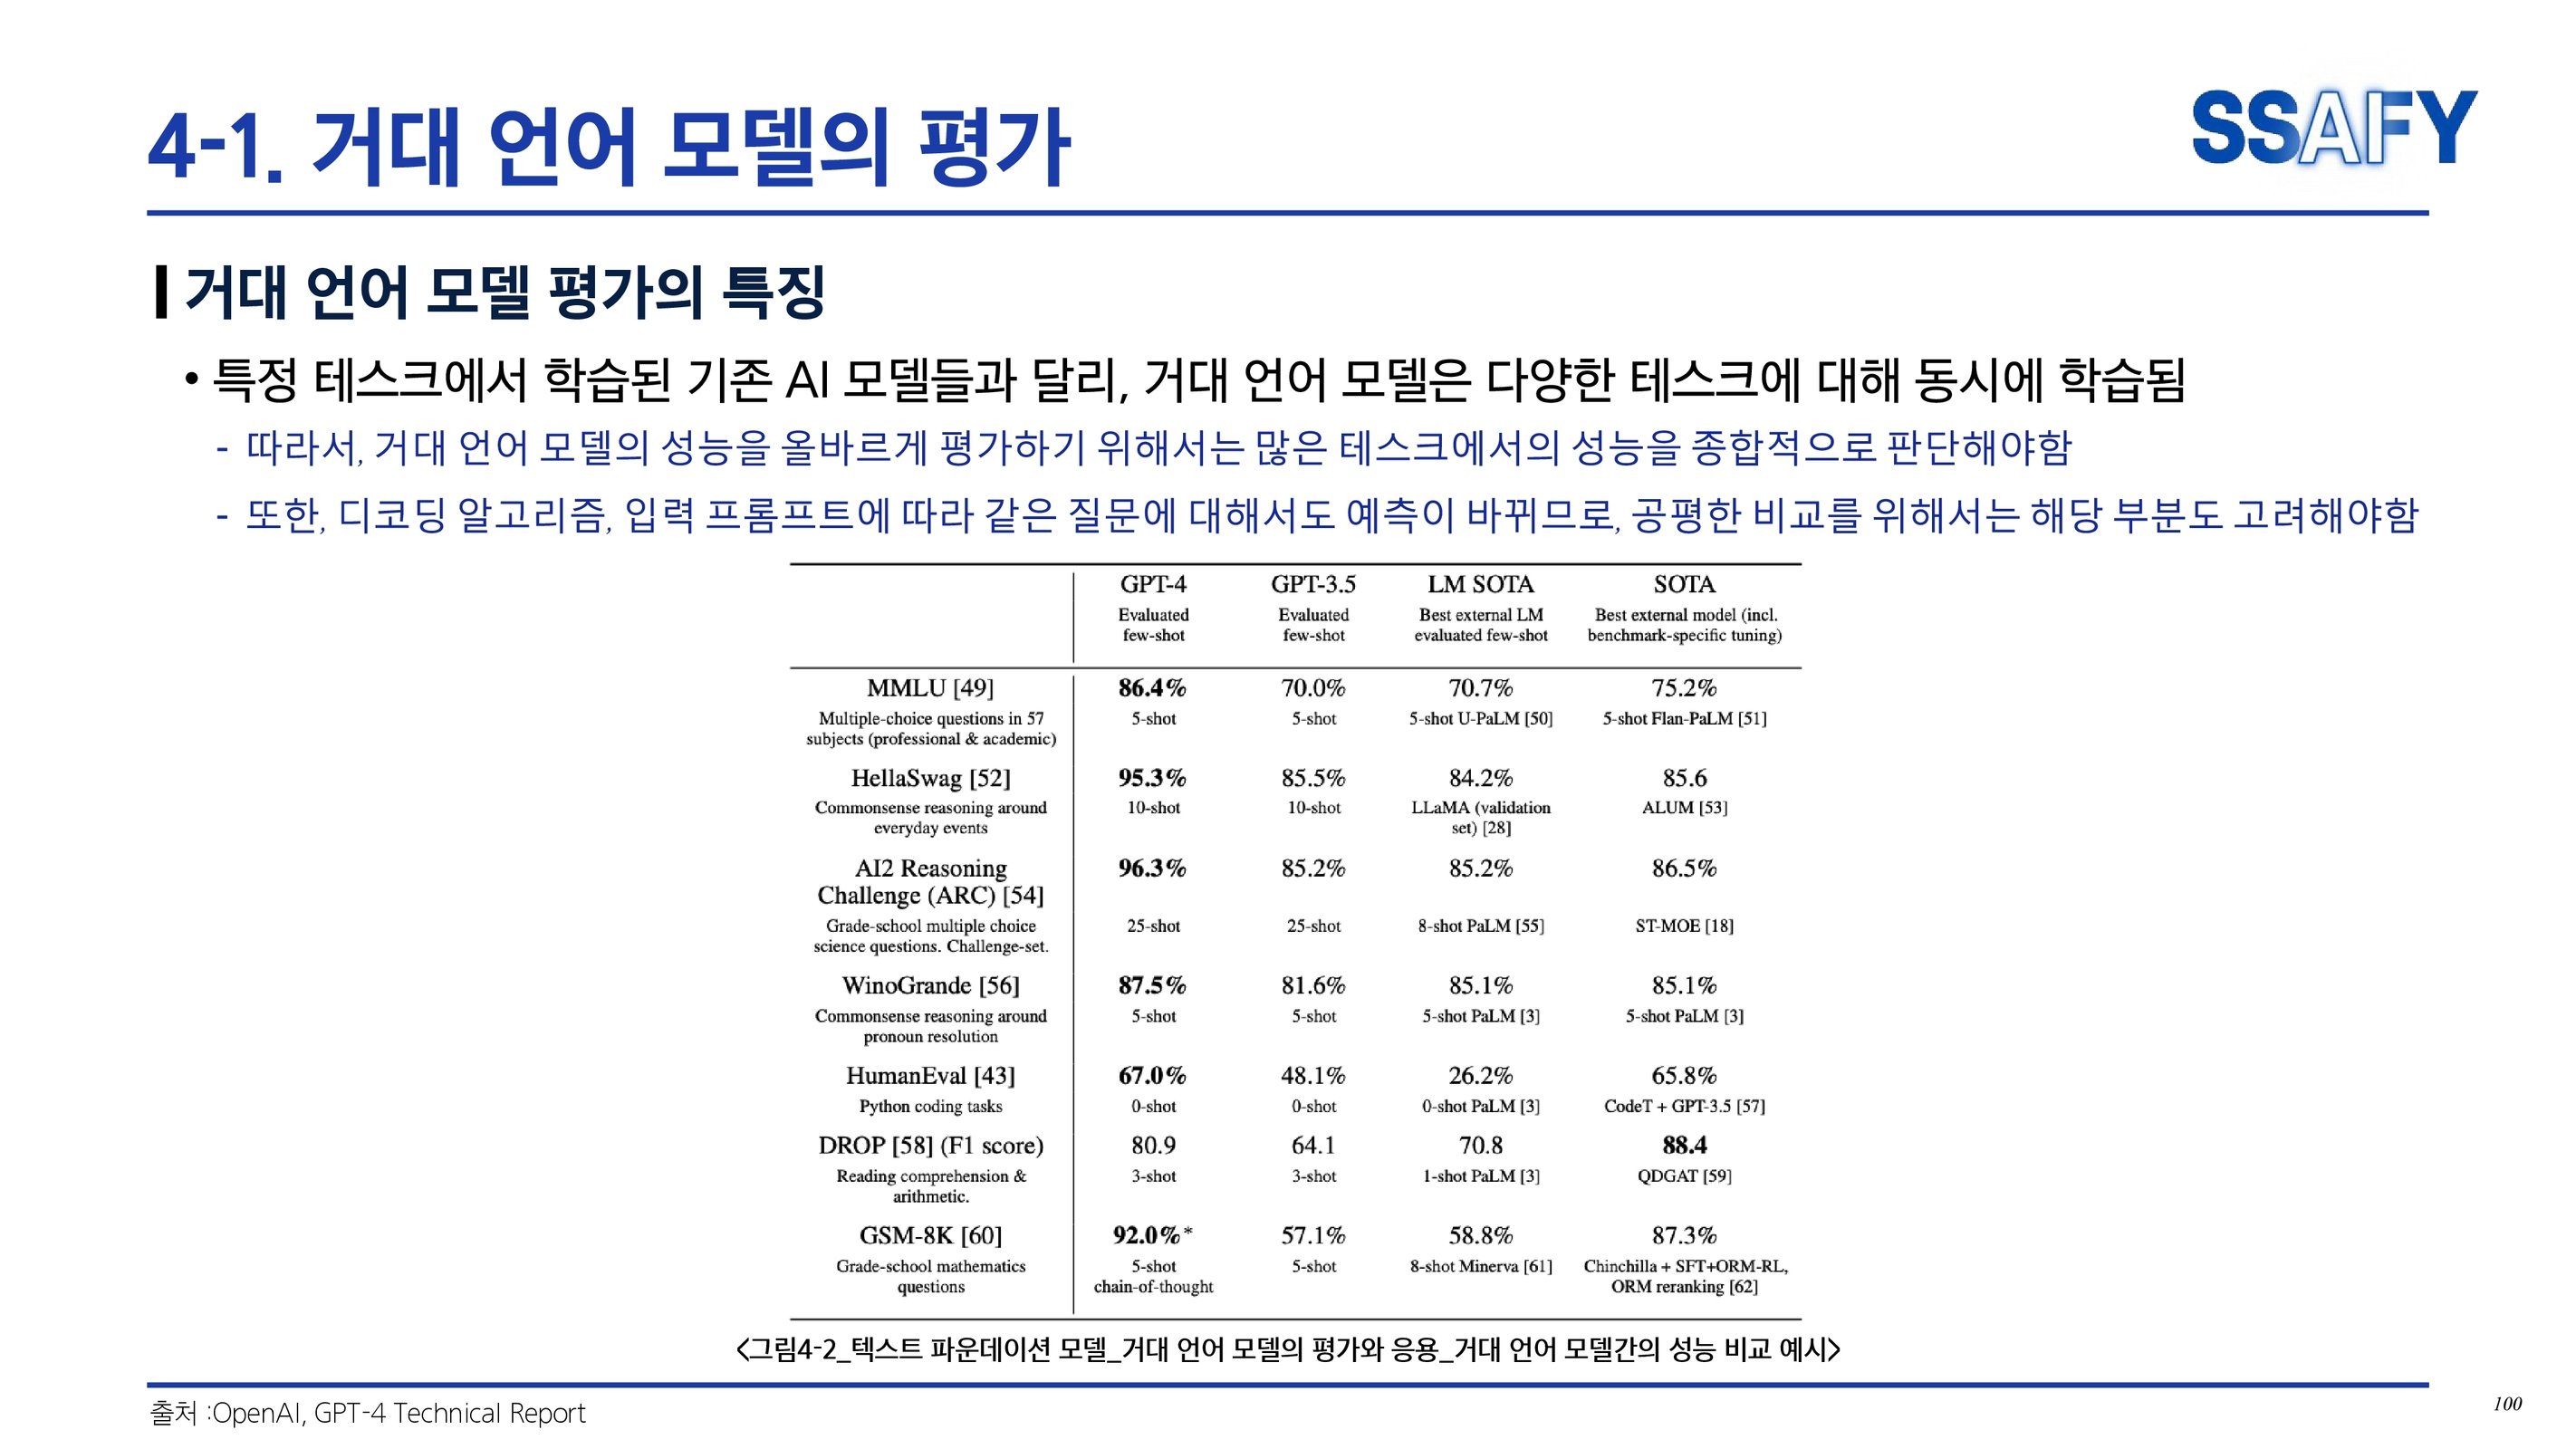 4-1. 거대 언어 모델의 평가
SSAFY
거대 언어 모델 평가의 특징
• 특정 테스크에서 학습된 기존 AI 모델들과 달리, 거대 언어 모델은 다양한 테스크에 대해 동시에 학습됨
- 따라서, 거대 언어 모델의 성능을 올바르게 평가하기 위해서는 많은 테스크에서의 성능을 종합적으로 판단해야함
- 또한, 디코딩 알고리즘, 입력 프롬프트에 따라 같은 질문에 대해서도 예측이 바뀌므로, 공평한 비교를 위해서는 해당 부분도 고려해야함
GPT-4 GPT-3.5 LM SOTA SOTA
Evaluated Evaluated Best external LM Best external model (incl.
few-shot few-shot evaluated few-shot benchmark-specific tuning)
MMLU [49] 86.4% 70.0% 70.7% 75.2%
Multiple-choice questions in 57 5-shot 5-shot 5-shot U-PaLM [50] 5-shot Flan-PaLM [51]
subjects (professional & academic)
HellaSwag [52] 95.3% 85.5% 84.2% 85.6
Commonsense reasoning around 10-shot 10-shot LLaMA (validation ALUM [53]
everyday events set) [28]
AI2 Reasoning 96.3% 85.2% 85.2% 86.5%
Challenge (ARC) [54]
Grade-school multiple choice 25-shot 25-shot 8-shot PaLM [55] ST-MOE [18]
science questions. Challenge-set.
WinoGrande [56] 87.5% 81.6% 85.1% 85.1%
Commonsense reasoning around 5-shot 5-shot 5-shot PaLM [3] 5-shot PaLM [3]
pronoun resolution
HumanEval [43] 67.0% 48.1% 26.2% 65.8%
Python coding tasks 0-shot 0-shot 0-shot PaLM [3] CodeT + GPT-3.5 [57]
DROP [58] (F1 score) 80.9 64.1 70.8 88.4
Reading comprehension & 3-shot 3-shot 1-shot PaLM [3] QDGAT [59]
arithmetic.
GSM-8K [60] 92.0%* 57.1% 58.8% 87.3%
Grade-school mathematics 5-shot 5-shot 8-shot Minerva [61] Chinchilla + SFT+ORM-RL,
questions chain-of-thought ORM reranking [62]
<그림4-2_텍스트 파운데이션 모델_거대 언어 모델의 평가와 응용_거대 언어 모델간의 성능 비교 예시>
출처 :OpenAI, GPT-4 Technical Report
100